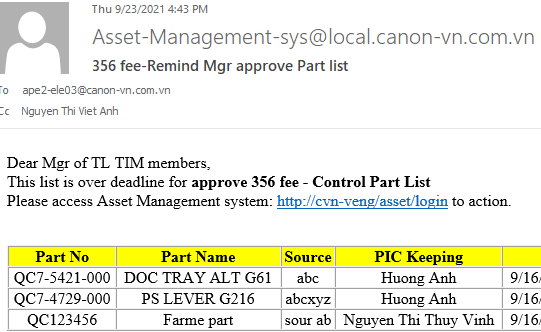 Thu 9/23/2021 4:43 PM
Asset-Management-sys@local.canon-vn.com.vn
356 fee-Remind Mgr approve Part list
To ape2-ele03@canon-vn.com.vn
Cc Nguyen Thi Viet Anh
Dear Mgr of TL TIM members,
This list is over deadline for approve 356 fee - Control Part List
Please access Asset Management system: http://cvn-veng/asset/login to action.
Part No Part Name Source PIC Keeping
QC7-5421-000 DOC TRAY ALT G61 abc Huong Anh 9/16/
QC7-4729-000 PS LEVER G216 abcxyz Huong Anh 9/16/
QC123456 Farme part sour ab Nguyen Thi Thuy Vinh 9/16/